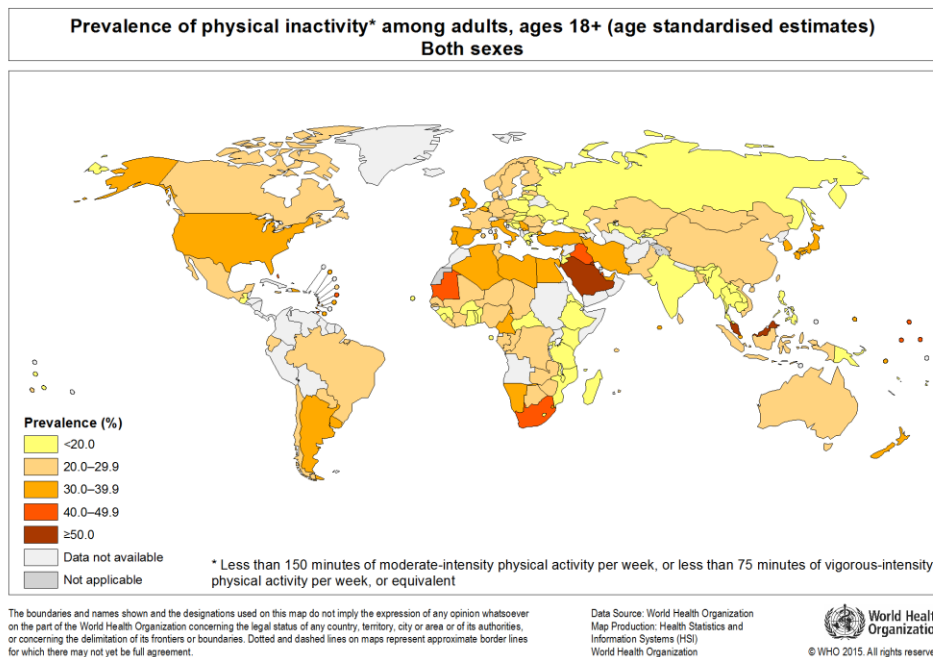 Prevalence of physical inactivity* among adults, ages 18+ (age standardised estimates)
Both sexes
Prevalence (%)
<20.0
20.0–29.9
30.0–39.9
40.0–49.9
≥50.0
Data not available
Not applicable
* Less than 150 minutes of moderate-intensity physical activity per week, or less than 75 minutes of vigorous-intensity
physical activity per week, or equivalent
The boundaries and names shown and the designations used on this map do not imply the expression of any opinion whatsoever
on the part of the World Health Organization concerning the legal status of any country, territory, city or area or of its authorities,
or concerning the delimitation of its frontiers or boundaries. Dotted and dashed lines on maps represent approximate border lines
for which there may not yet be full agreement.
Data Source: World Health Organization
Map Production: Health Statistics and
Information Systems (HSI)
World Health Organization
World Heal
Organizatio
© WHO 2015. All rights reserve